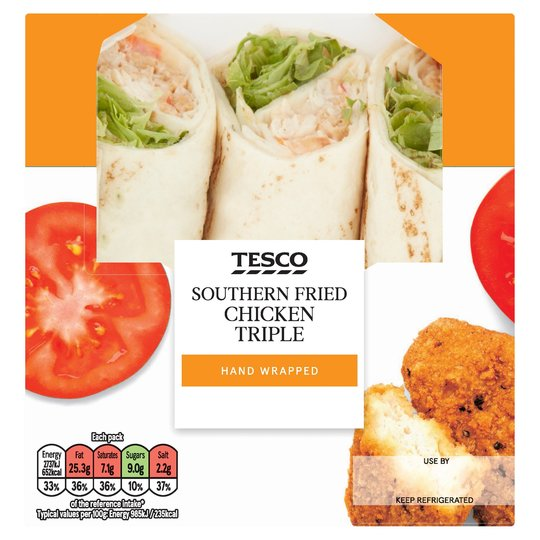 TESCO
SOUTHERN FRIED
CHICKEN
TRIPLE
HAND WRAPPED
Each pack
Energy 2737kJ 652kcal 33%
Fat 25.3g 36%
Saturates 7.1g 36%
Sugars 9.0g 10%
Salt 2.2g 37%
of the reference intake*
Typical values per 100g: Energy 985kJ / 235kcal
USE BY
KEEP REFRIGERATED